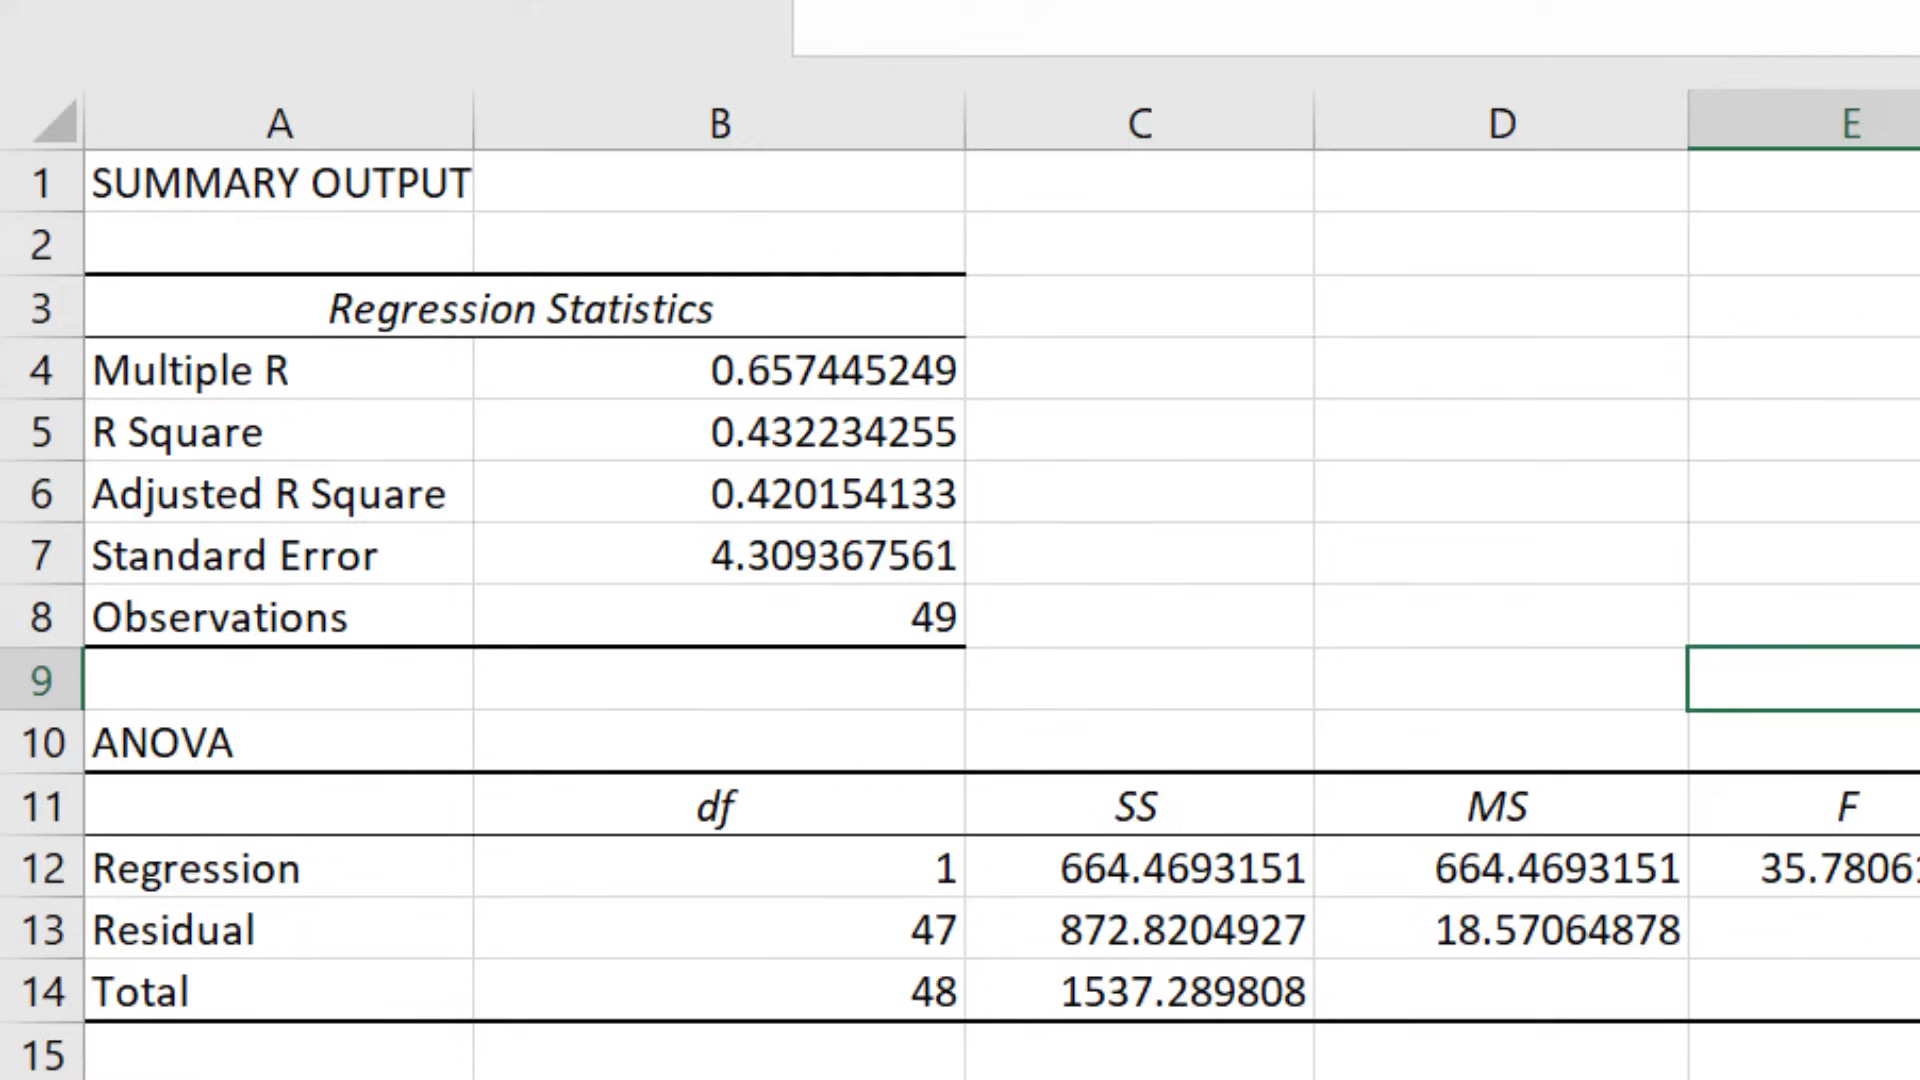 A B C D E
1 SUMMARY OUTPUT
2
3 Regression Statistics
4 Multiple R 0.657445249
5 R Square 0.432234255
6 Adjusted R Square 0.420154133
7 Standard Error 4.309367561
8 Observations 49
9
10 ANOVA
11 df SS MS F
12 Regression 1 664.4693151 664.4693151 35.78061
13 Residual 47 872.8204927 18.57064878
14 Total 48 1537.289808
15